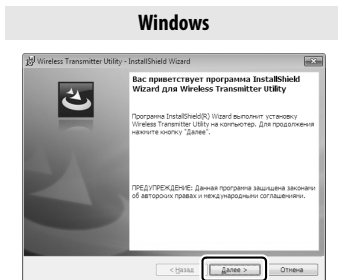 Windows
Wireless Transmitter Utility - InstallShield Wizard
Вас приветствует программа InstallShield
Wizard для Wireless Transmitter Utility
Программа InstallShield(R) Wizard выполнит установку
Wireless Transmitter Utility на компьютер. Для продолжения
нажмите кнопку "Далее".
ПРЕДУПРЕЖДЕНИЕ: Данная программа защищена законами
об авторских правах и международными соглашениями.
< Назад Далее > Отмена